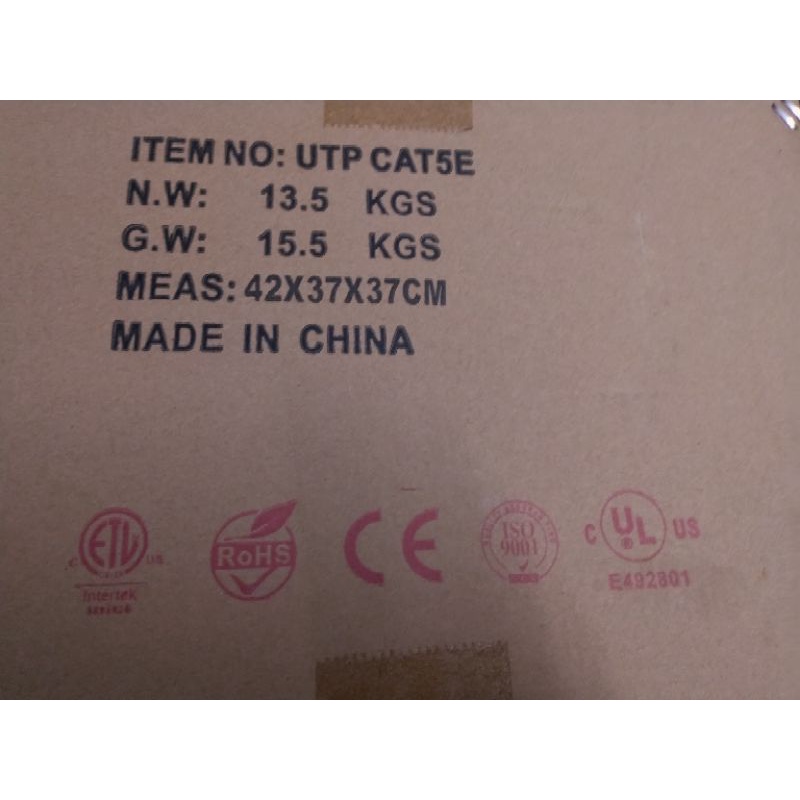 ITEM NO: UTP CAT5E
N.W: 13.5 KGS
G.W: 15.5 KGS
MEAS: 42X37X37CM
MADE IN CHINA
C ETL US
Intertek
RoHS
CE
ISO
9001
C UL US
E492801